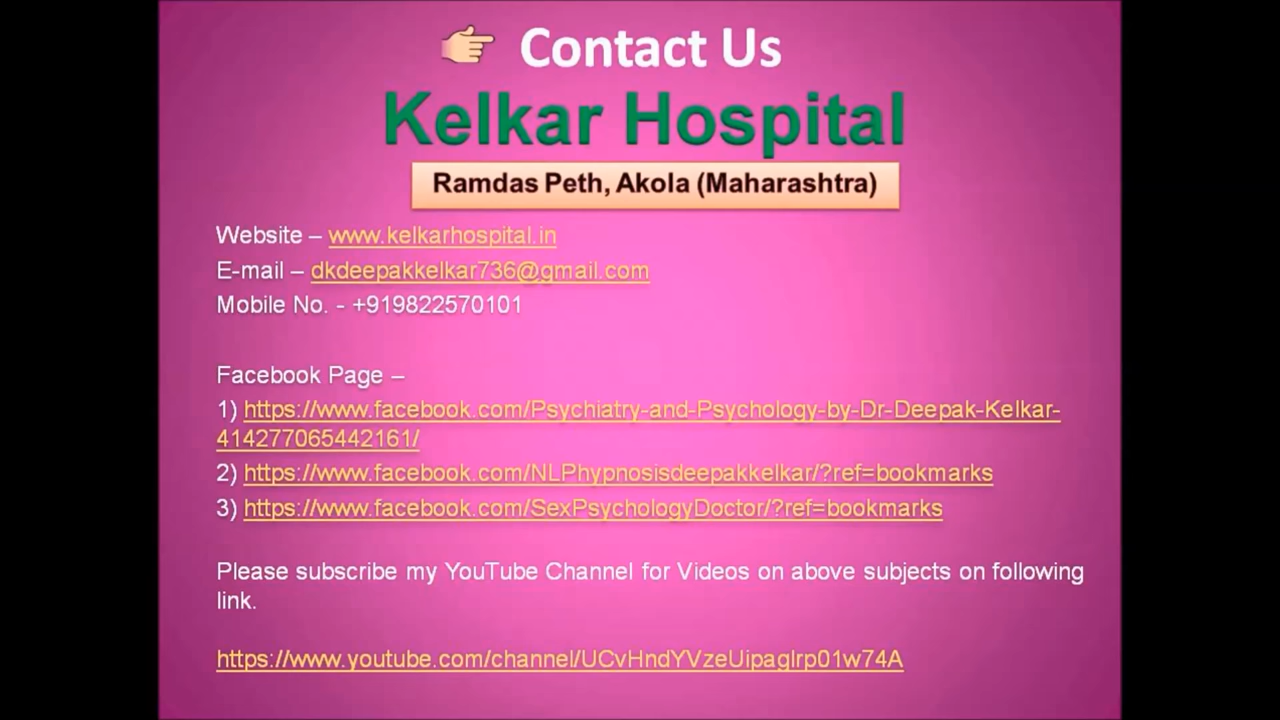 Contact Us
Kelkar Hospital
Ramdas Peth, Akola (Maharashtra)
Website – www.kelkarhospital.in
E-mail – dkdeepakkelkar736@gmail.com
Mobile No. - +919822570101
Facebook Page –
1) https://www.facebook.com/Psychiatry-and-Psychology-by-Dr-Deepak-Kelkar-
414277065442161/
2) https://www.facebook.com/NLPhypnosisdeepakkelkar/?ref=bookmarks
3) https://www.facebook.com/SexPsychologyDoctor/?ref=bookmarks
Please subscribe my YouTube Channel for Videos on above subjects on following
link.
https://www.youtube.com/channel/UCvHndYVzeUipaglrp01w74A